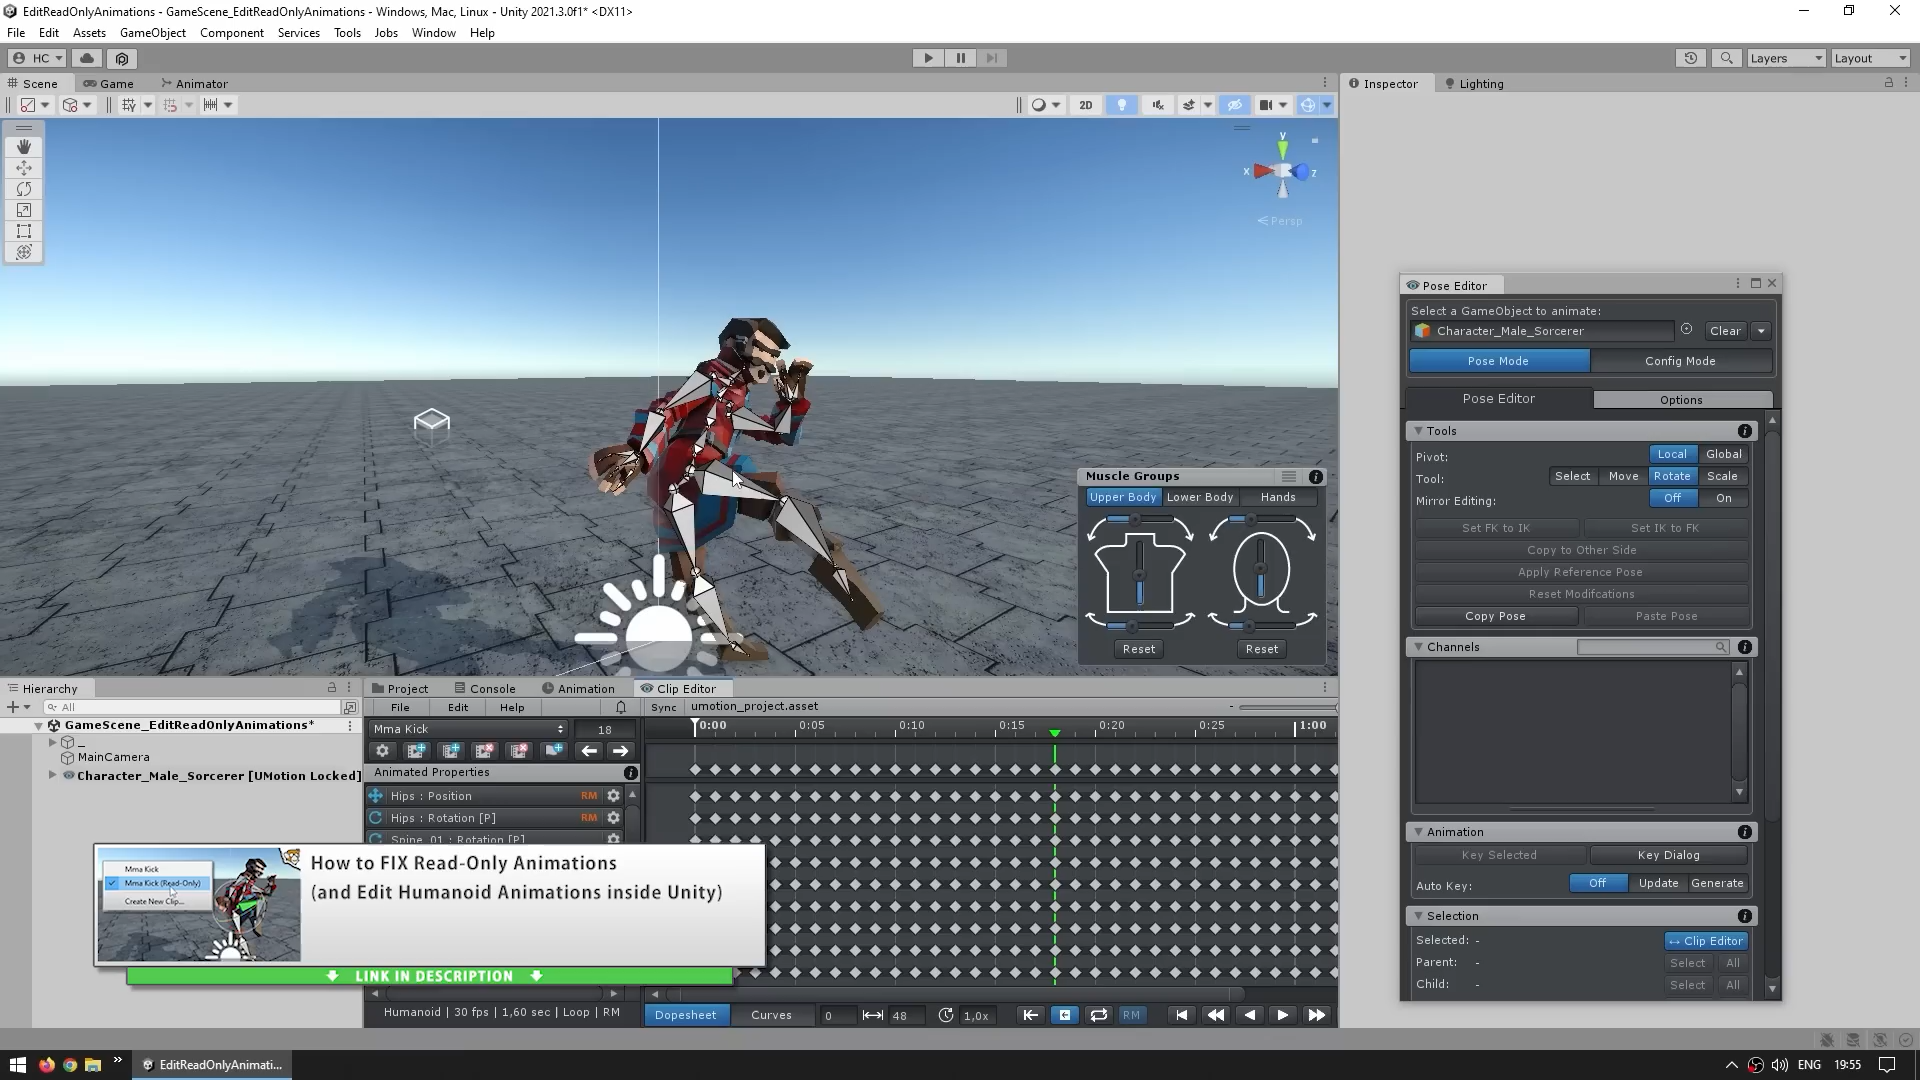 EditReadOnlyAnimations - GameScene_EditReadOnlyAnimations - Windows, Mac, Linux - Unity 2021.3.0f1* <DX11>
File Edit Assets GameObject Component Services Tools Jobs Window Help
HC Layers Layout
Scene Game Animator
Inspector Lighting
2D
y
x z
Persp
Pose Editor
Select a GameObject to animate:
Character_Male_Sorcerer Clear
Pose Mode Config Mode
Pose Editor Options
Tools
Pivot: Local Global
Tool: Select Move Rotate Scale
Mirror Editing: Off On
Set FK to IK Set IK to FK
Copy to Other Side
Apply Reference Pose
Reset Modifcations
Copy Pose Paste Pose
Channels
Animation
Key Selected Key Dialog
Auto Key: Off Update Generate
Selection
Selected: - Clip Editor
Parent: - Select All
Child: - Select All
Muscle Groups
Upper Body Lower Body Hands
Reset Reset
Hierarchy
All
GameScene_EditReadOnlyAnimations*
_
MainCamera
Character_Male_Sorcerer [UMotion Locked]
Project Console Animation Clip Editor
File Edit Help Sync umotion_project.asset
Mma Kick 18
0:00 0:05 0:10 0:15 0:20 0:25 1:00
Animated Properties
Hips : Position RM
Hips : Rotation [P] RM
Spine_01 : Rotation [P]
Mma Kick
Mma Kick (Read-Only)
Create New Clip...
How to FIX Read-Only Animations
(and Edit Humanoid Animations inside Unity)
LINK IN DESCRIPTION
Humanoid | 30 fps | 1,60 sec | Loop | RM
Dopesheet Curves 0 48 1,0x RM
EditReadOnlyAnimati...
ENG 19:55